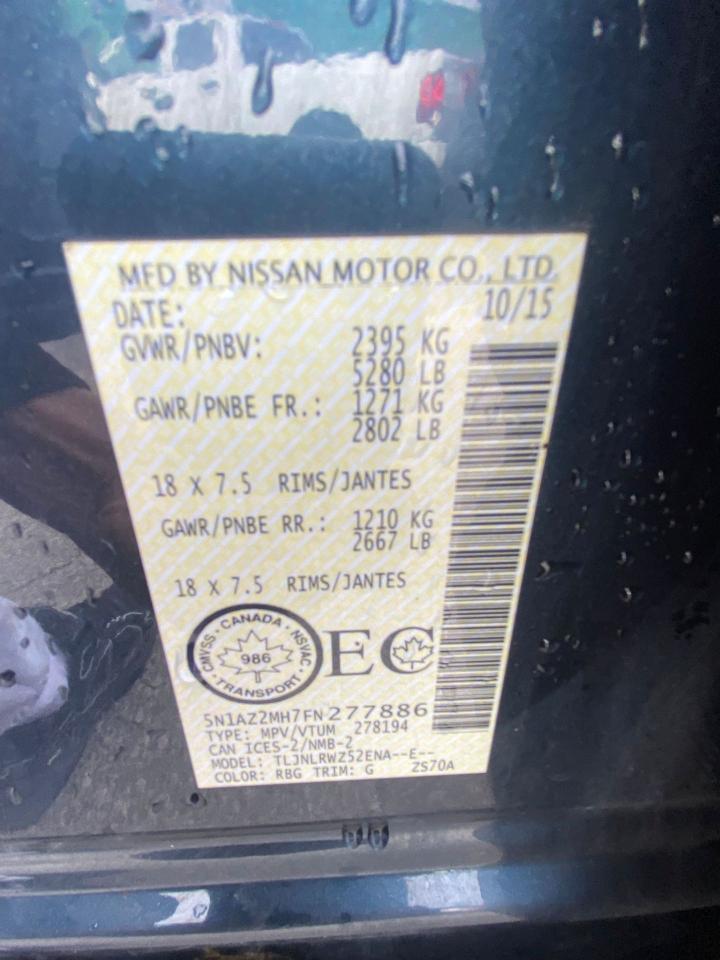 MFD BY NISSAN MOTOR CO., LTD.
DATE: 10/15
GVWR/PNBV: 2395 KG
5280 LB
GAWR/PNBE FR.: 1271 KG
2802 LB
18 X 7.5 RIMS/JANTES
GAWR/PNBE RR.: 1210 KG
2667 LB
18 X 7.5 RIMS/JANTES
CANADA · NSVAC · TRANSPORT · CMVSS
986
EC
5N1AZ2MH7FN277886
TYPE: MPV/VTUM 278194
CAN ICES-2/NMB-2
MODEL: TLJNLRWZ52ENA--E--
COLOR: RBG TRIM: G ZS70A